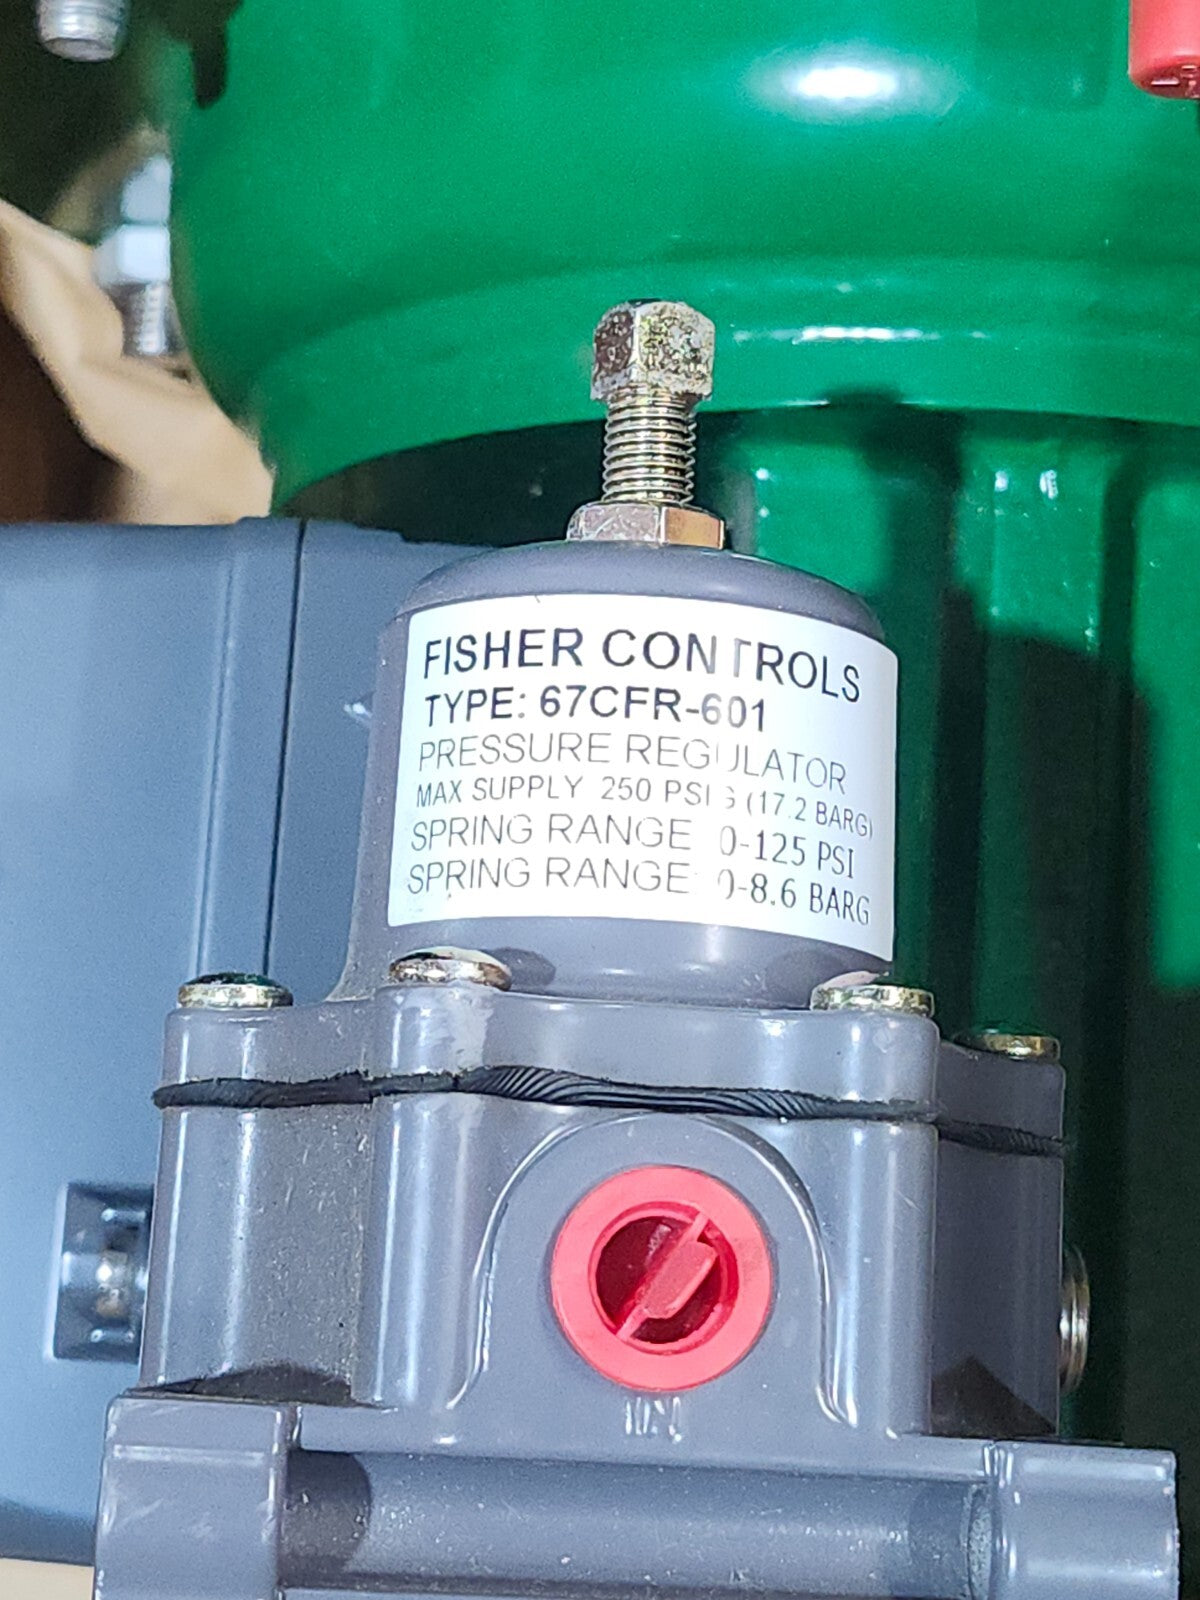 FISHER CONTROLS
TYPE: 67CFR-601
PRESSURE REGULATOR
MAX SUPPLY 250 PSIG (17.2 BARG)
SPRING RANGE 0-125 PSI
SPRING RANGE: 0-8.6 BARG
IN